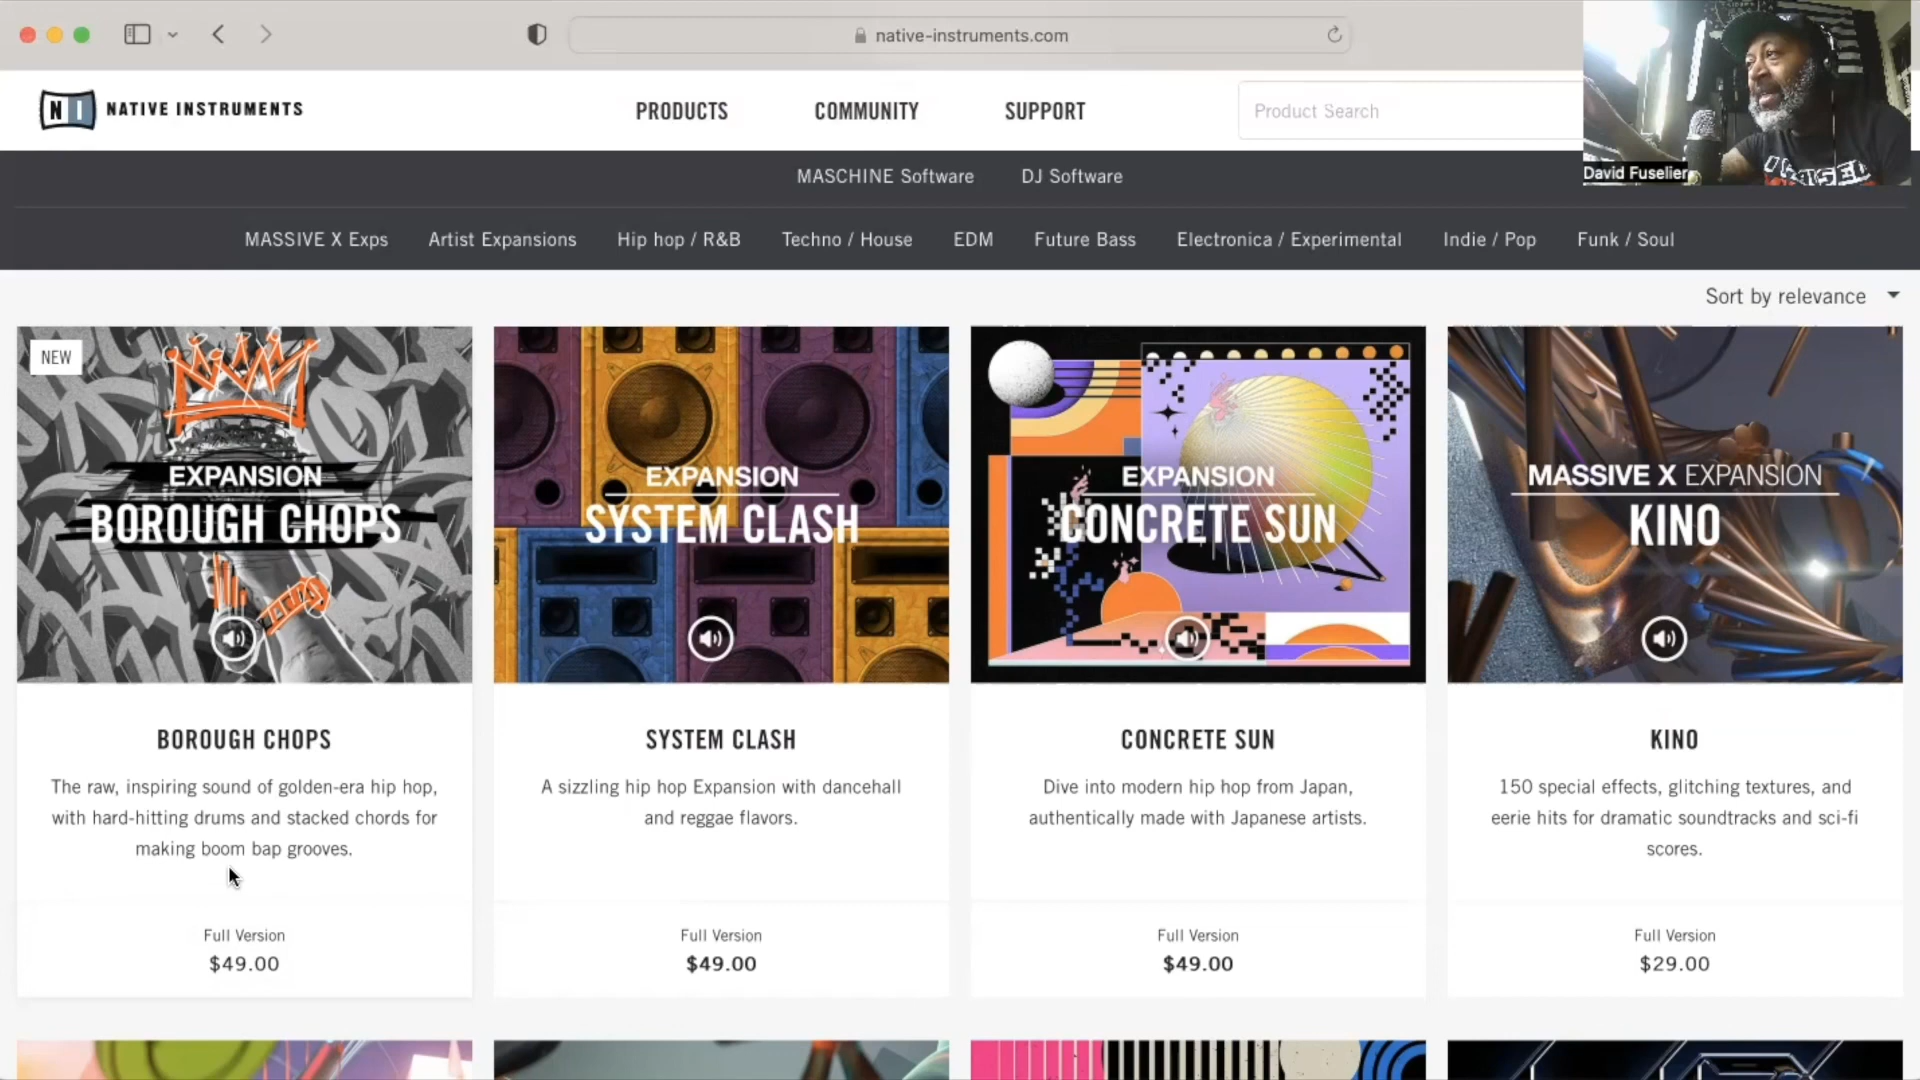 native-instruments.com
N I NATIVE INSTRUMENTS
PRODUCTS
COMMUNITY
SUPPORT
Product Search
David Fuselier
MASCHINE Software
DJ Software
MASSIVE X Exps
Artist Expansions
Hip hop / R&B
Techno / House
EDM
Future Bass
Electronica / Experimental
Indie / Pop
Funk / Soul
Sort by relevance
NEW
EXPANSION
BOROUGH CHOPS
EXPANSION
SYSTEM CLASH
EXPANSION
CONCRETE SUN
MASSIVE X EXPANSION
KINO
BOROUGH CHOPS
The raw, inspiring sound of golden-era hip hop,
with hard-hitting drums and stacked chords for
making boom bap grooves.
Full Version
$49.00
SYSTEM CLASH
A sizzling hip hop Expansion with dancehall
and reggae flavors.
Full Version
$49.00
CONCRETE SUN
Dive into modern hip hop from Japan,
authentically made with Japanese artists.
Full Version
$49.00
KINO
150 special effects, glitching textures, and
eerie hits for dramatic soundtracks and sci-fi
scores.
Full Version
$29.00